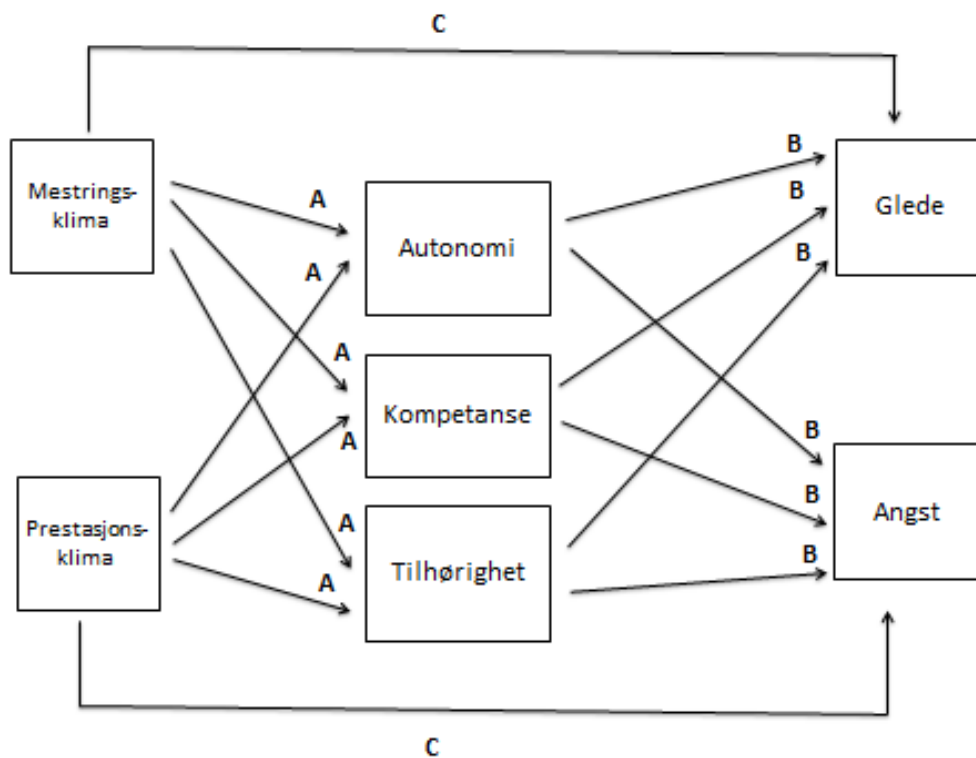 C
Mestrings-
klima
A
A
A
A
A
A
Autonomi
Kompetanse
Tilhørighet
B
B
B
B
B
B
Glede
Prestasjons-
klima
Angst
C